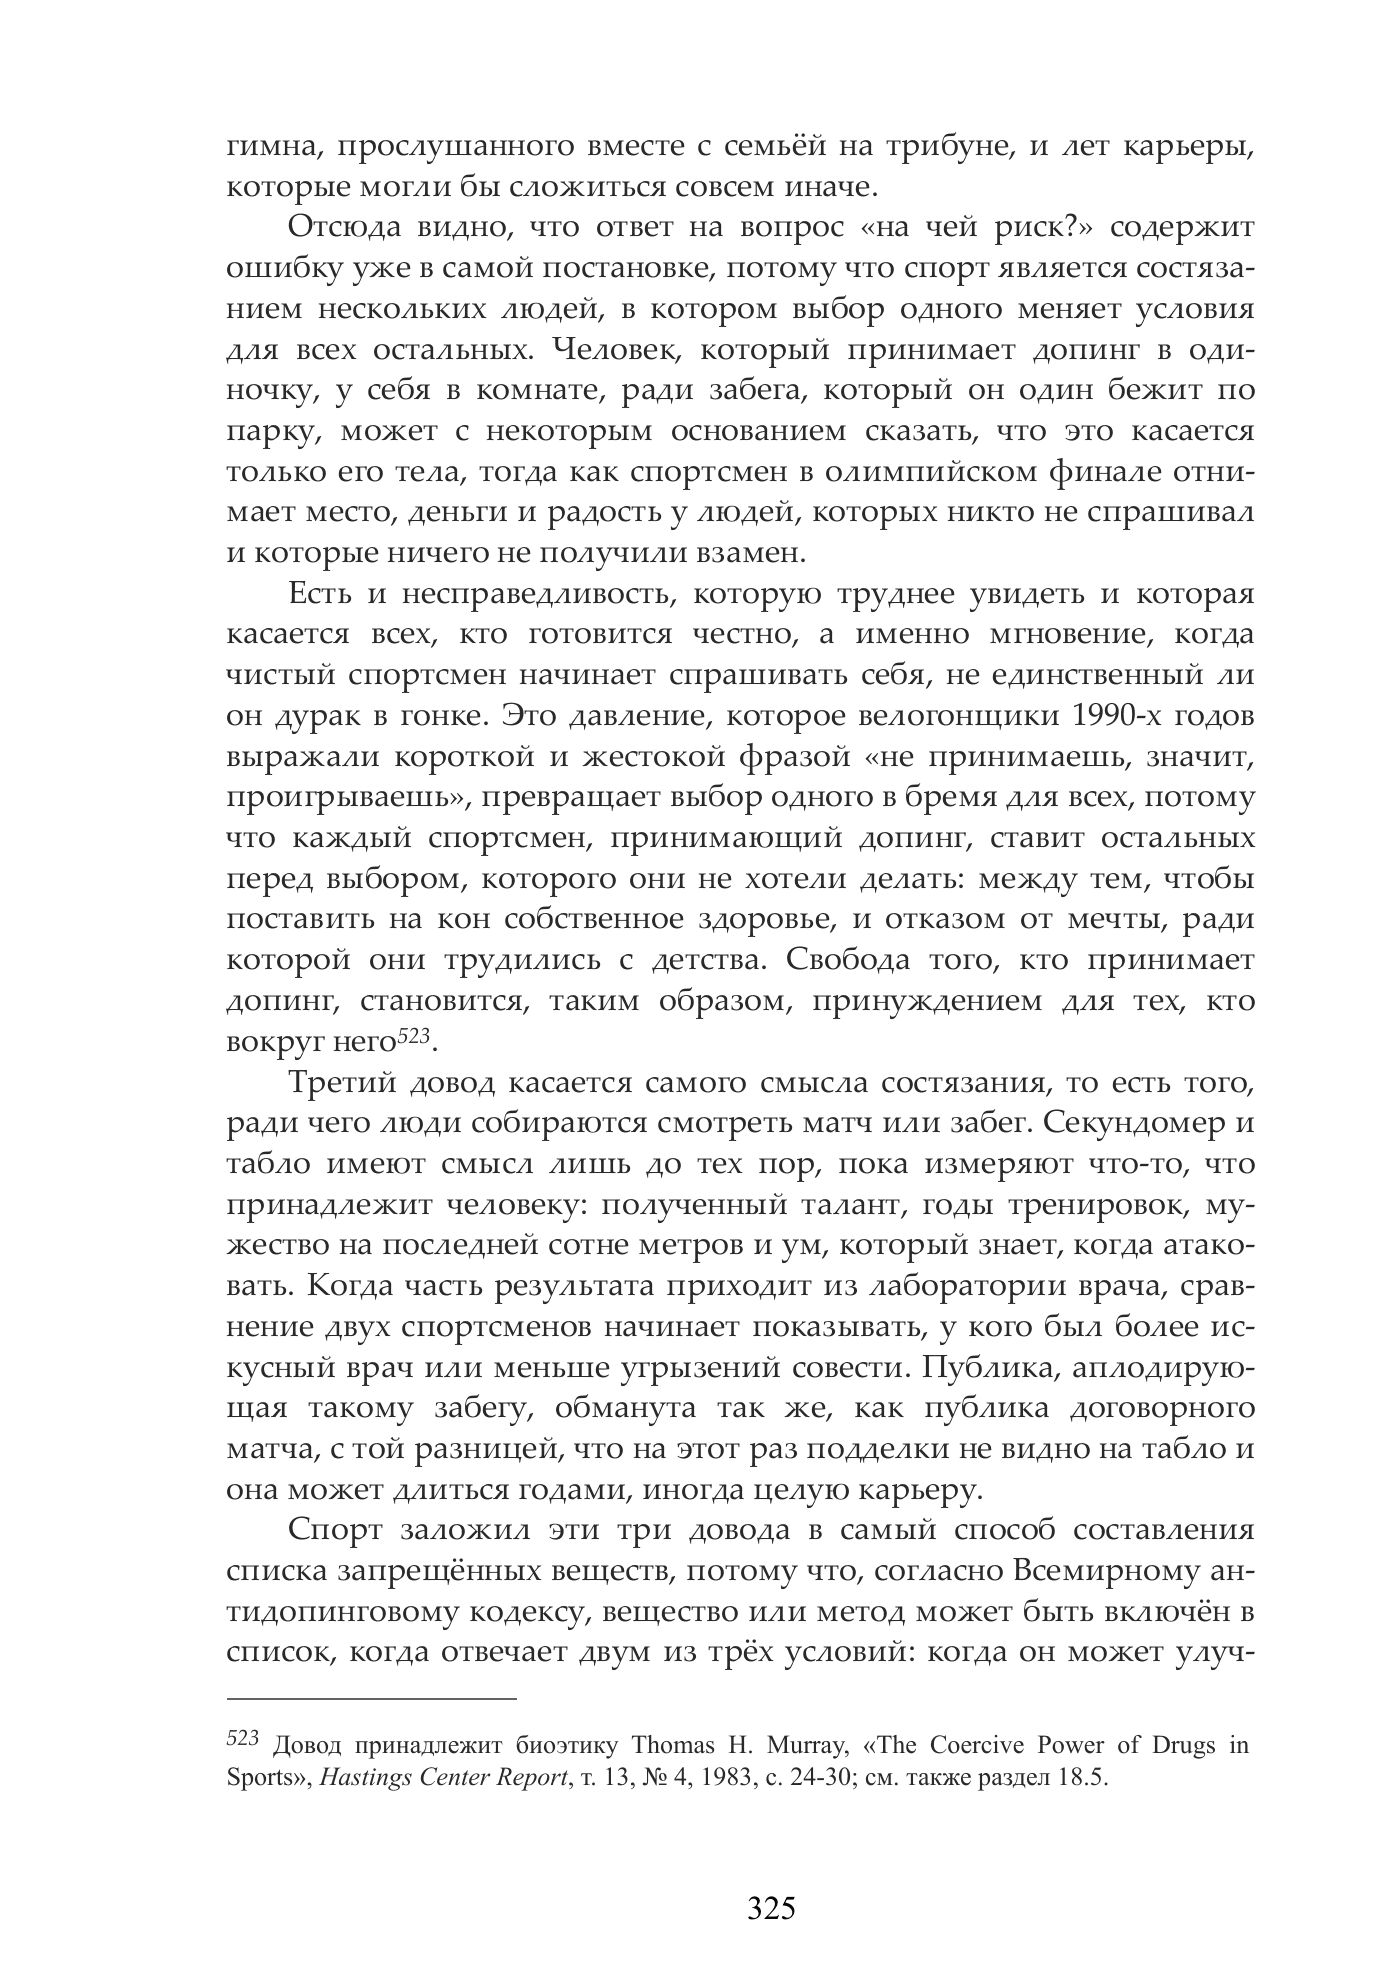 гимна, прослушанного вместе с семьёй на трибуне, и лет карьеры,
которые могли бы сложиться совсем иначе.
Отсюда видно, что ответ на вопрос «на чей риск?» содержит
ошибку уже в самой постановке, потому что спорт является состяза-
нием нескольких людей, в котором выбор одного меняет условия
для всех остальных. Человек, который принимает допинг в оди-
ночку, у себя в комнате, ради забега, который он один бежит по
парку, может с некоторым основанием сказать, что это касается
только его тела, тогда как спортсмен в олимпийском финале отни-
мает место, деньги и радость у людей, которых никто не спрашивал
и которые ничего не получили взамен.
Есть и несправедливость, которую труднее увидеть и которая
касается всех, кто готовится честно, а именно мгновение, когда
чистый спортсмен начинает спрашивать себя, не единственный ли
он дурак в гонке. Это давление, которое велогонщики 1990-х годов
выражали короткой и жестокой фразой «не принимаешь, значит,
проигрываешь», превращает выбор одного в бремя для всех, потому
что каждый спортсмен, принимающий допинг, ставит остальных
перед выбором, которого они не хотели делать: между тем, чтобы
поставить на кон собственное здоровье, и отказом от мечты, ради
которой они трудились с детства. Свобода того, кто принимает
допинг, становится, таким образом, принуждением для тех, кто
вокруг него523.
Третий довод касается самого смысла состязания, то есть того,
ради чего люди собираются смотреть матч или забег. Секундомер и
табло имеют смысл лишь до тех пор, пока измеряют что-то, что
принадлежит человеку: полученный талант, годы тренировок, му-
жество на последней сотне метров и ум, который знает, когда атако-
вать. Когда часть результата приходит из лаборатории врача, срав-
нение двух спортсменов начинает показывать, у кого был более ис-
кусный врач или меньше угрызений совести. Публика, аплодирую-
щая такому забегу, обманута так же, как публика договорного
матча, с той разницей, что на этот раз подделки не видно на табло и
она может длиться годами, иногда целую карьеру.
Спорт заложил эти три довода в самый способ составления
списка запрещённых веществ, потому что, согласно Всемирному ан-
тидопинговому кодексу, вещество или метод может быть включён в
список, когда отвечает двум из трёх условий: когда он может улуч-
523 Довод принадлежит биоэтику Thomas H. Murray, «The Coercive Power of Drugs in
Sports», Hastings Center Report, т. 13, № 4, 1983, с. 24-30; см. также раздел 18.5.
325